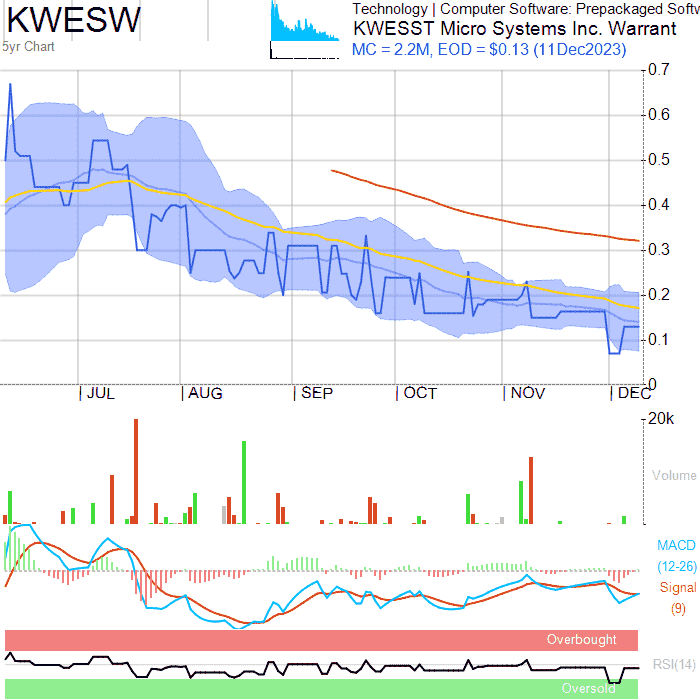 KWESW
5yr Chart
Technology | Computer Software: Prepackaged Softw
KWESST Micro Systems Inc. Warrant
MC = 2.2M, EOD = $0.13 (11Dec2023)
0.7
0.6
0.5
0.4
0.3
0.2
0.1
0
JUL AUG SEP OCT NOV DEC
20k
Volume
MACD
(12-26)
Signal
(9)
Overbought
RSI(14)
Oversold